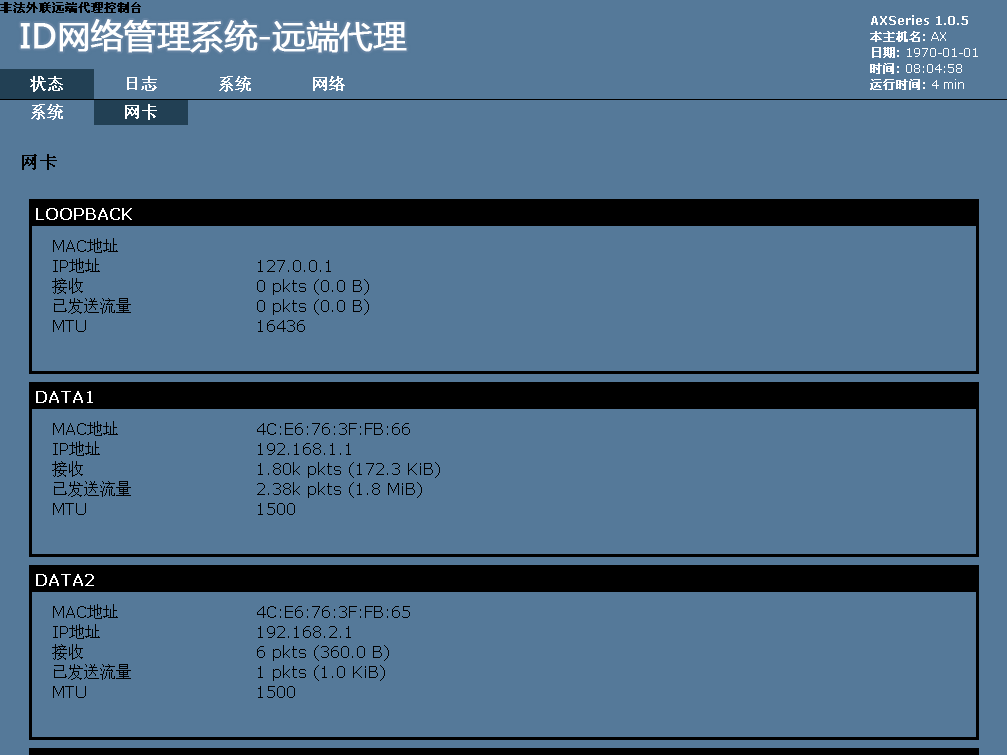 非法外联远端代理控制台
ID网络管理系统-远端代理
AXSeries 1.0.5
本主机名: AX
日期: 1970-01-01
时间: 08:04:58
运行时间: 4 min
状态 日志 系统 网络
系统 网卡
网卡
LOOPBACK
MAC地址
IP地址 127.0.0.1
接收 0 pkts (0.0 B)
已发送流量 0 pkts (0.0 B)
MTU 16436
DATA1
MAC地址 4C:E6:76:3F:FB:66
IP地址 192.168.1.1
接收 1.80k pkts (172.3 KiB)
已发送流量 2.38k pkts (1.8 MiB)
MTU 1500
DATA2
MAC地址 4C:E6:76:3F:FB:65
IP地址 192.168.2.1
接收 6 pkts (360.0 B)
已发送流量 1 pkts (1.0 KiB)
MTU 1500